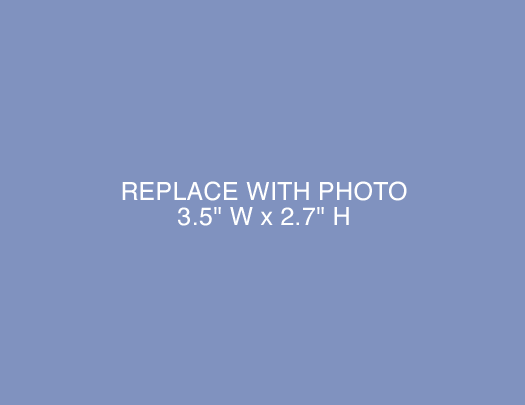 REPLACE WITH PHOTO
3.5" W x 2.7" H